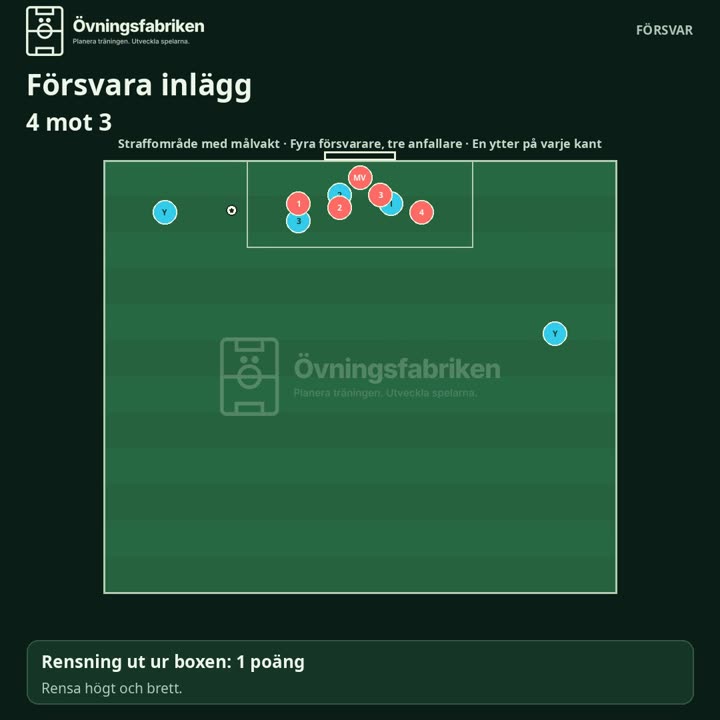 Övningsfabriken
Planera träningen. Utveckla spelarna.
FÖRSVAR
Försvara inlägg
4 mot 3
Straffområde med målvakt · Fyra försvarare, tre anfallare · En ytter på varje kant
MV
3
1
2
4
3
Y
Y
Övningsfabriken
Planera träningen. Utveckla spelarna.
Rensning ut ur boxen: 1 poäng
Rensa högt och brett.